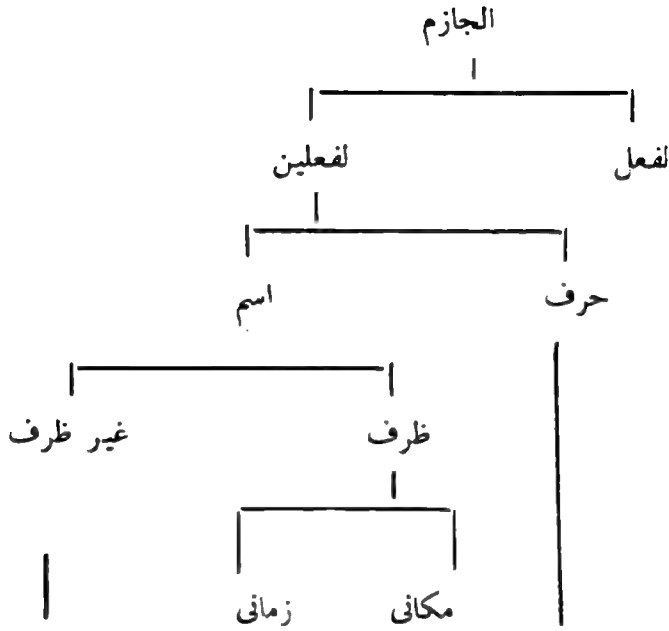 الجازم
لفعل لفعلين
حرف اسم
ظرف غير ظرف
مكانى زمانى